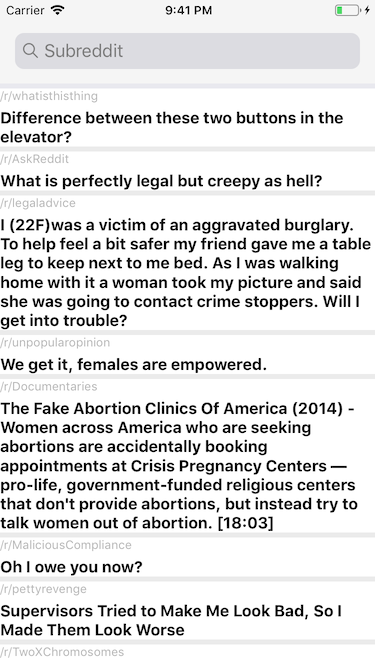 Carrier 9:41 PM
Subreddit
/r/whatisthisthing
Difference between these two buttons in the
elevator?
/r/AskReddit
What is perfectly legal but creepy as hell?
/r/legaladvice
I (22F)was a victim of an aggravated burglary.
To help feel a bit safer my friend gave me a table
leg to keep next to me bed. As I was walking
home with it a woman took my picture and said
she was going to contact crime stoppers. Will I
get into trouble?
/r/unpopularopinion
We get it, females are empowered.
/r/Documentaries
The Fake Abortion Clinics Of America (2014) -
Women across America who are seeking
abortions are accidentally booking
appointments at Crisis Pregnancy Centers —
pro-life, government-funded religious centers
that don't provide abortions, but instead try to
talk women out of abortion. [18:03]
/r/MaliciousCompliance
Oh I owe you now?
/r/pettyrevenge
Supervisors Tried to Make Me Look Bad, So I
Made Them Look Worse
/r/TwoXChromosomes